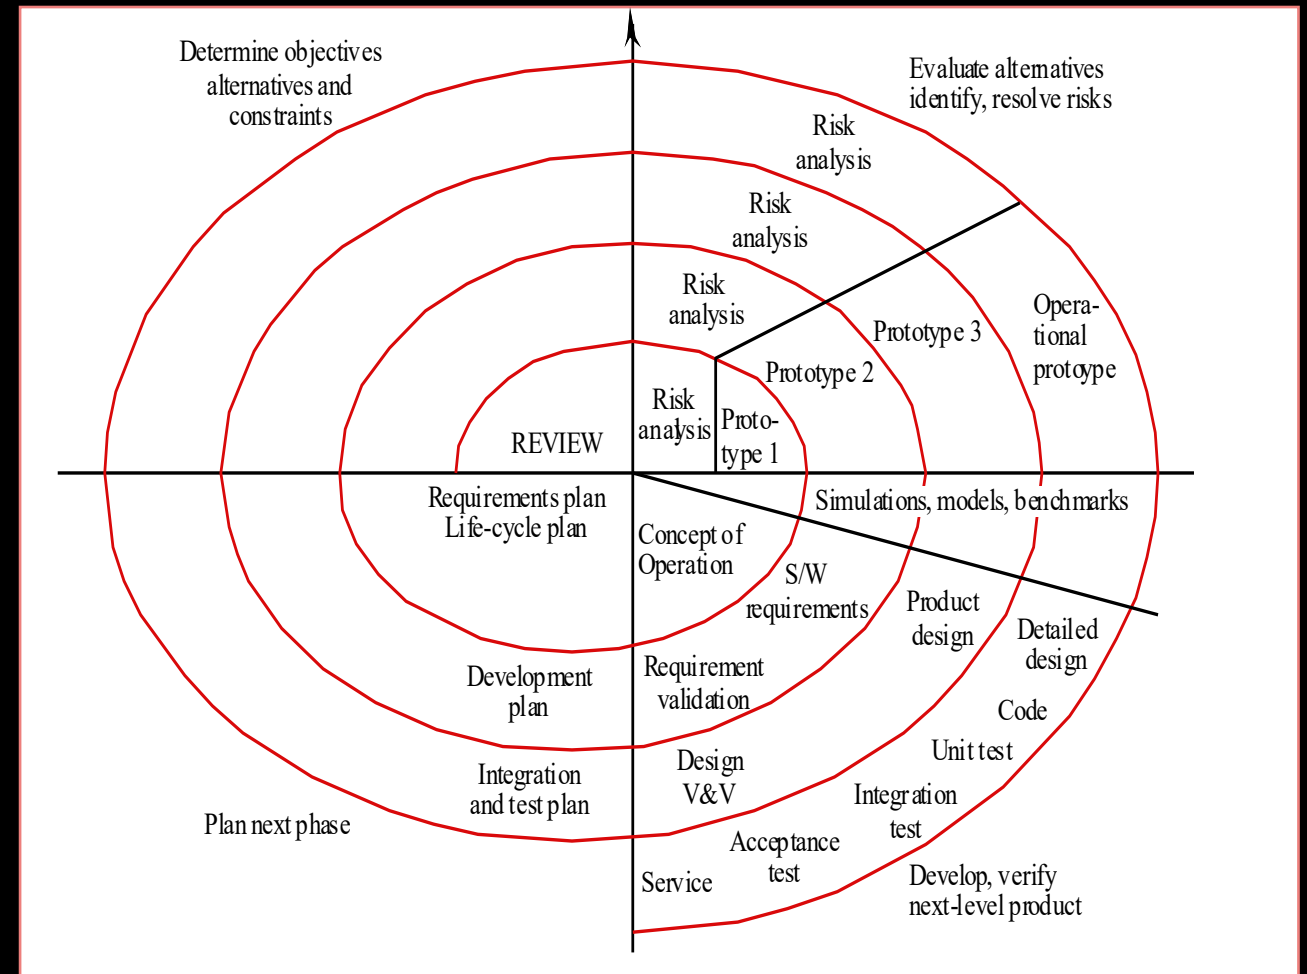 Determine objectives
alternatives and
constraints
Evaluate alternatives
identify, resolve risks
Risk
analysis
Risk
analysis
Risk
analysis
Opera-
tional
protoype
Prototype 3
Prototype 2
Risk
analysis
Proto-
type 1
REVIEW
Requirements plan
Life-cycle plan
Simulations, models, benchmarks
Concept of
Operation
S/W
requirements
Product
design
Detailed
design
Development
plan
Requirement
validation
Code
Unit test
Integration
and test plan
Design
V&V
Integration
test
Plan next phase
Acceptance
test
Service
Develop, verify
next-level product